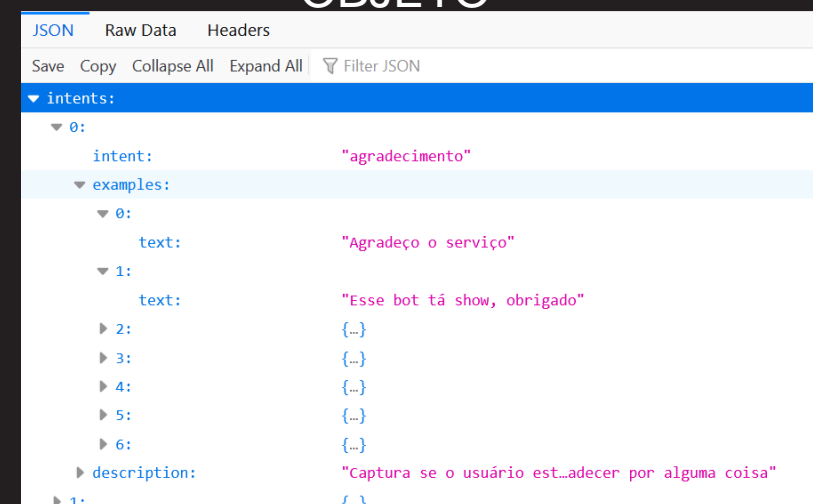 OBJETO
JSON Raw Data Headers
Save Copy Collapse All Expand All Filter JSON
intents:
0:
intent: "agradecimento"
examples:
0:
text: "Agradeço o serviço"
1:
text: "Esse bot tá show, obrigado"
2: {…}
3: {…}
4: {…}
5: {…}
6: {…}
description: "Captura se o usuário est…adecer por alguma coisa"
1: {…}